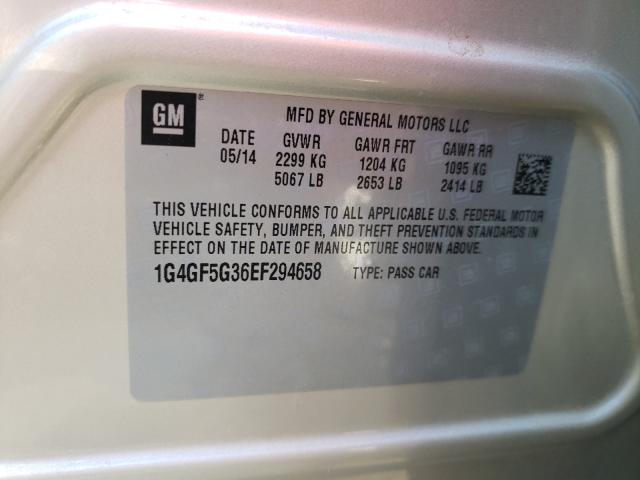 GM ®
MFD BY GENERAL MOTORS LLC
DATE GVWR GAWR FRT GAWR RR
05/14 2299 KG 1204 KG 1095 KG
5067 LB 2653 LB 2414 LB
THIS VEHICLE CONFORMS TO ALL APPLICABLE U.S. FEDERAL MOTOR
VEHICLE SAFETY, BUMPER, AND THEFT PREVENTION STANDARDS IN
EFFECT ON THE DATE OF MANUFACTURE SHOWN ABOVE.
1G4GF5G36EF294658 TYPE: PASS CAR